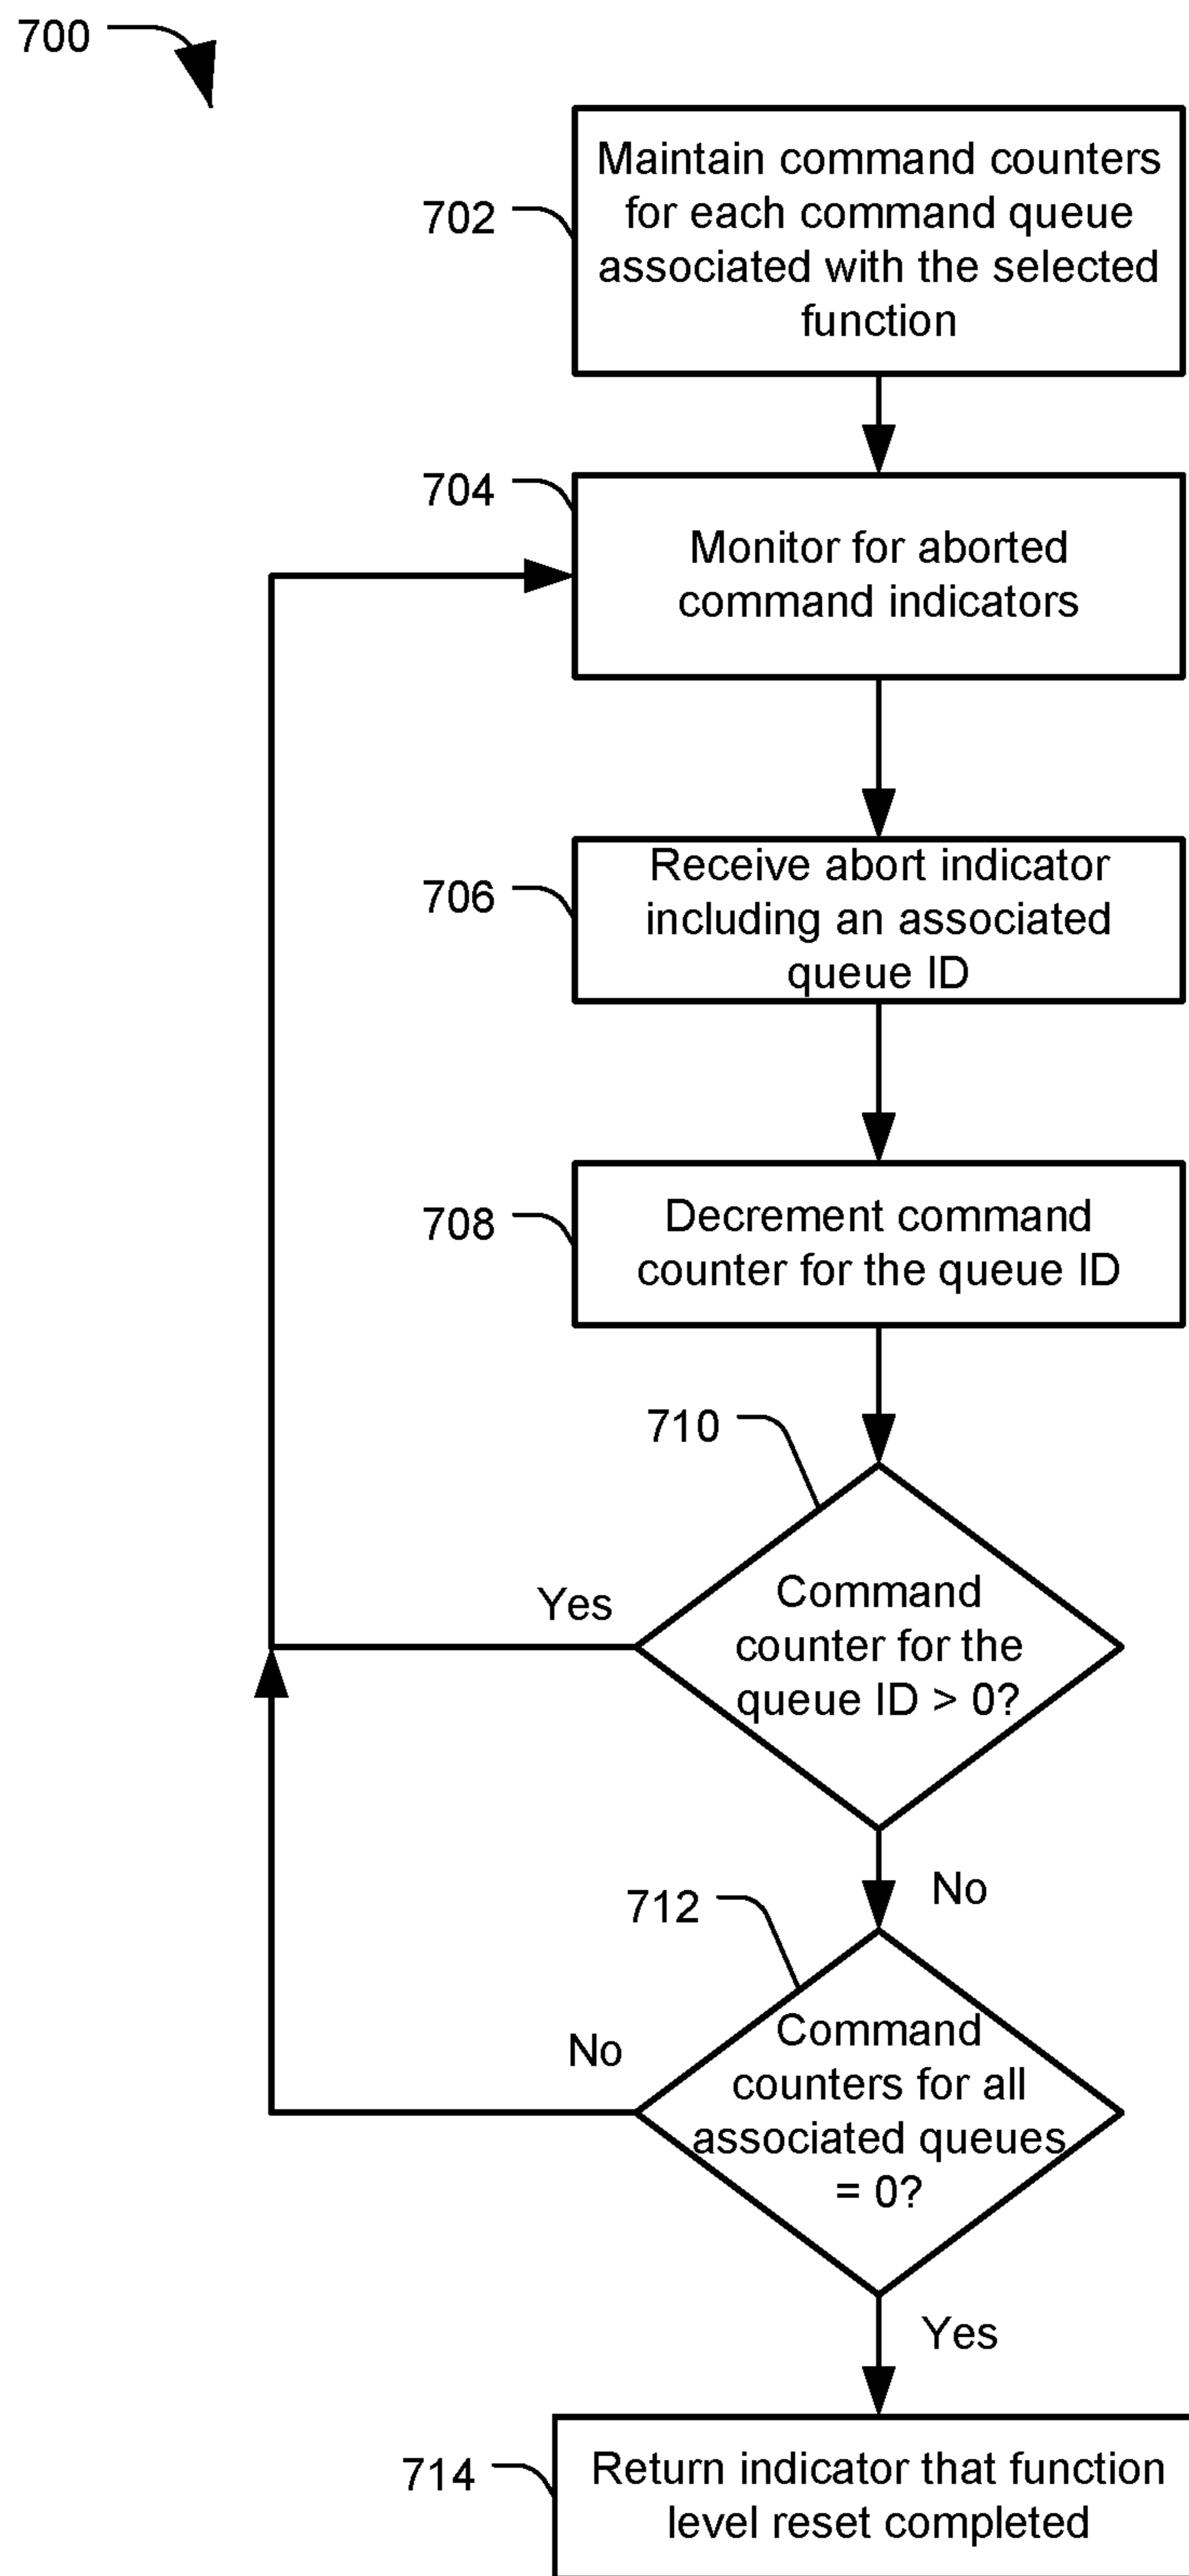 700
702
Maintain command counters
for each command queue
associated with the selected
function
704
Monitor for aborted
command indicators
706
Receive abort indicator
including an associated
queue ID
708
Decrement command
counter for the queue ID
710
Command
counter for the
queue ID > 0?
Yes
No
712
Command
counters for all
associated queues
= 0?
No
Yes
714
Return indicator that function
level reset completed